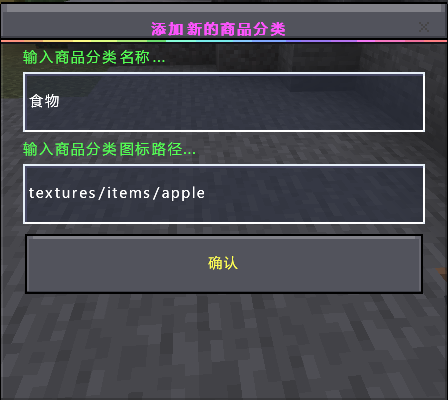 添加新的商品分类
输入商品分类名称...
食物
输入商品分类图标路径...
textures/items/apple
确认